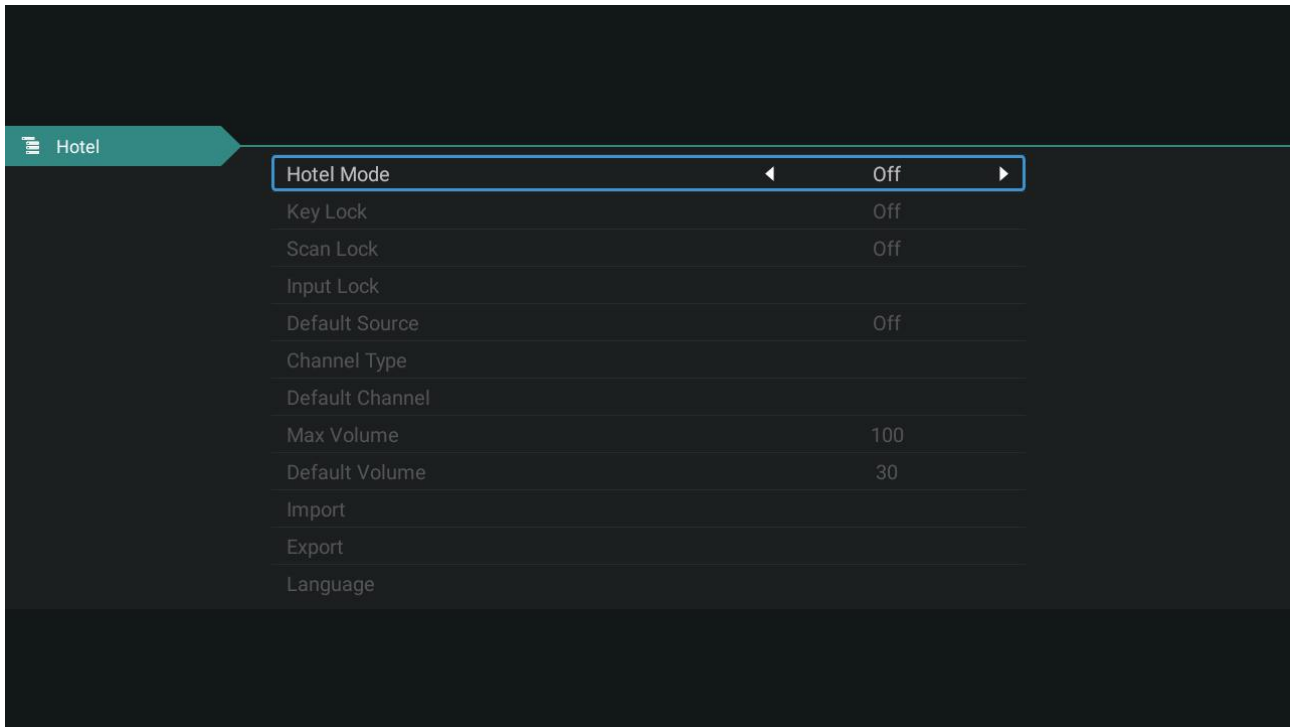 Hotel
Hotel Mode Off
Key Lock Off
Scan Lock Off
Input Lock
Default Source Off
Channel Type
Default Channel
Max Volume 100
Default Volume 30
Import
Export
Language